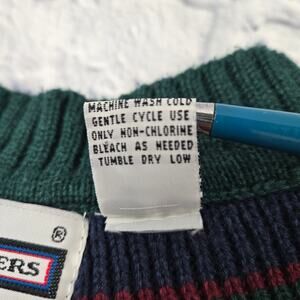 MACHINE WASH COLD
GENTLE CYCLE USE
ONLY NON-CHLORINE
BLEACH AS NEEDED
TUMBLE DRY LOW
®
ERS